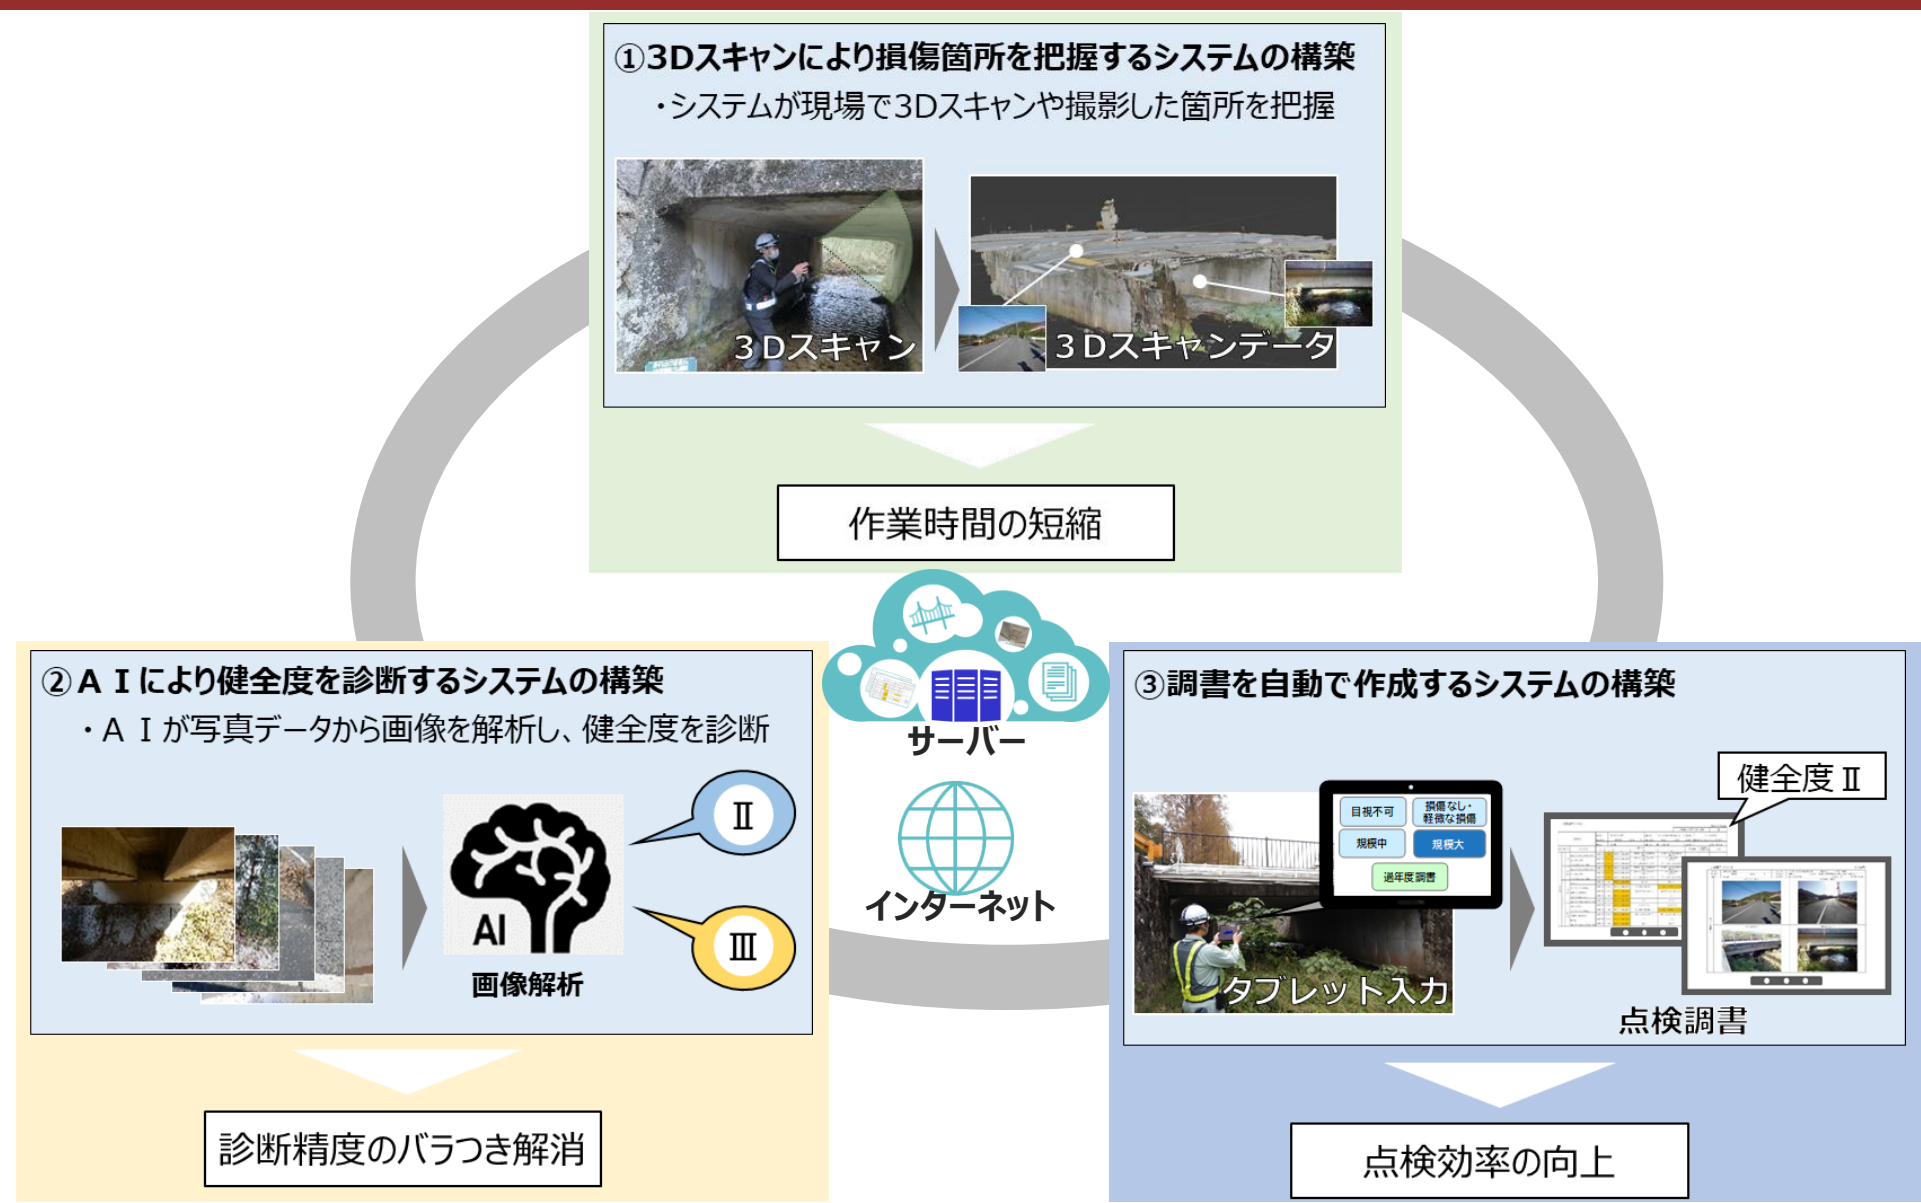 ①3Dスキャンにより損傷箇所を把握するシステムの構築
・システムが現場で3Dスキャンや撮影した箇所を把握
3Dスキャン
3Dスキャンデータ
作業時間の短縮
サーバー
インターネット
②AIにより健全度を診断するシステムの構築
・AIが写真データから画像を解析し、健全度を診断
AI
画像解析
Ⅱ
Ⅲ
診断精度のバラつき解消
③調書を自動で作成するシステムの構築
健全度Ⅱ
目視不可
損傷なし・
軽微な損傷
規模中
規模大
過年度調書
タブレット入力
点検調書
点検効率の向上